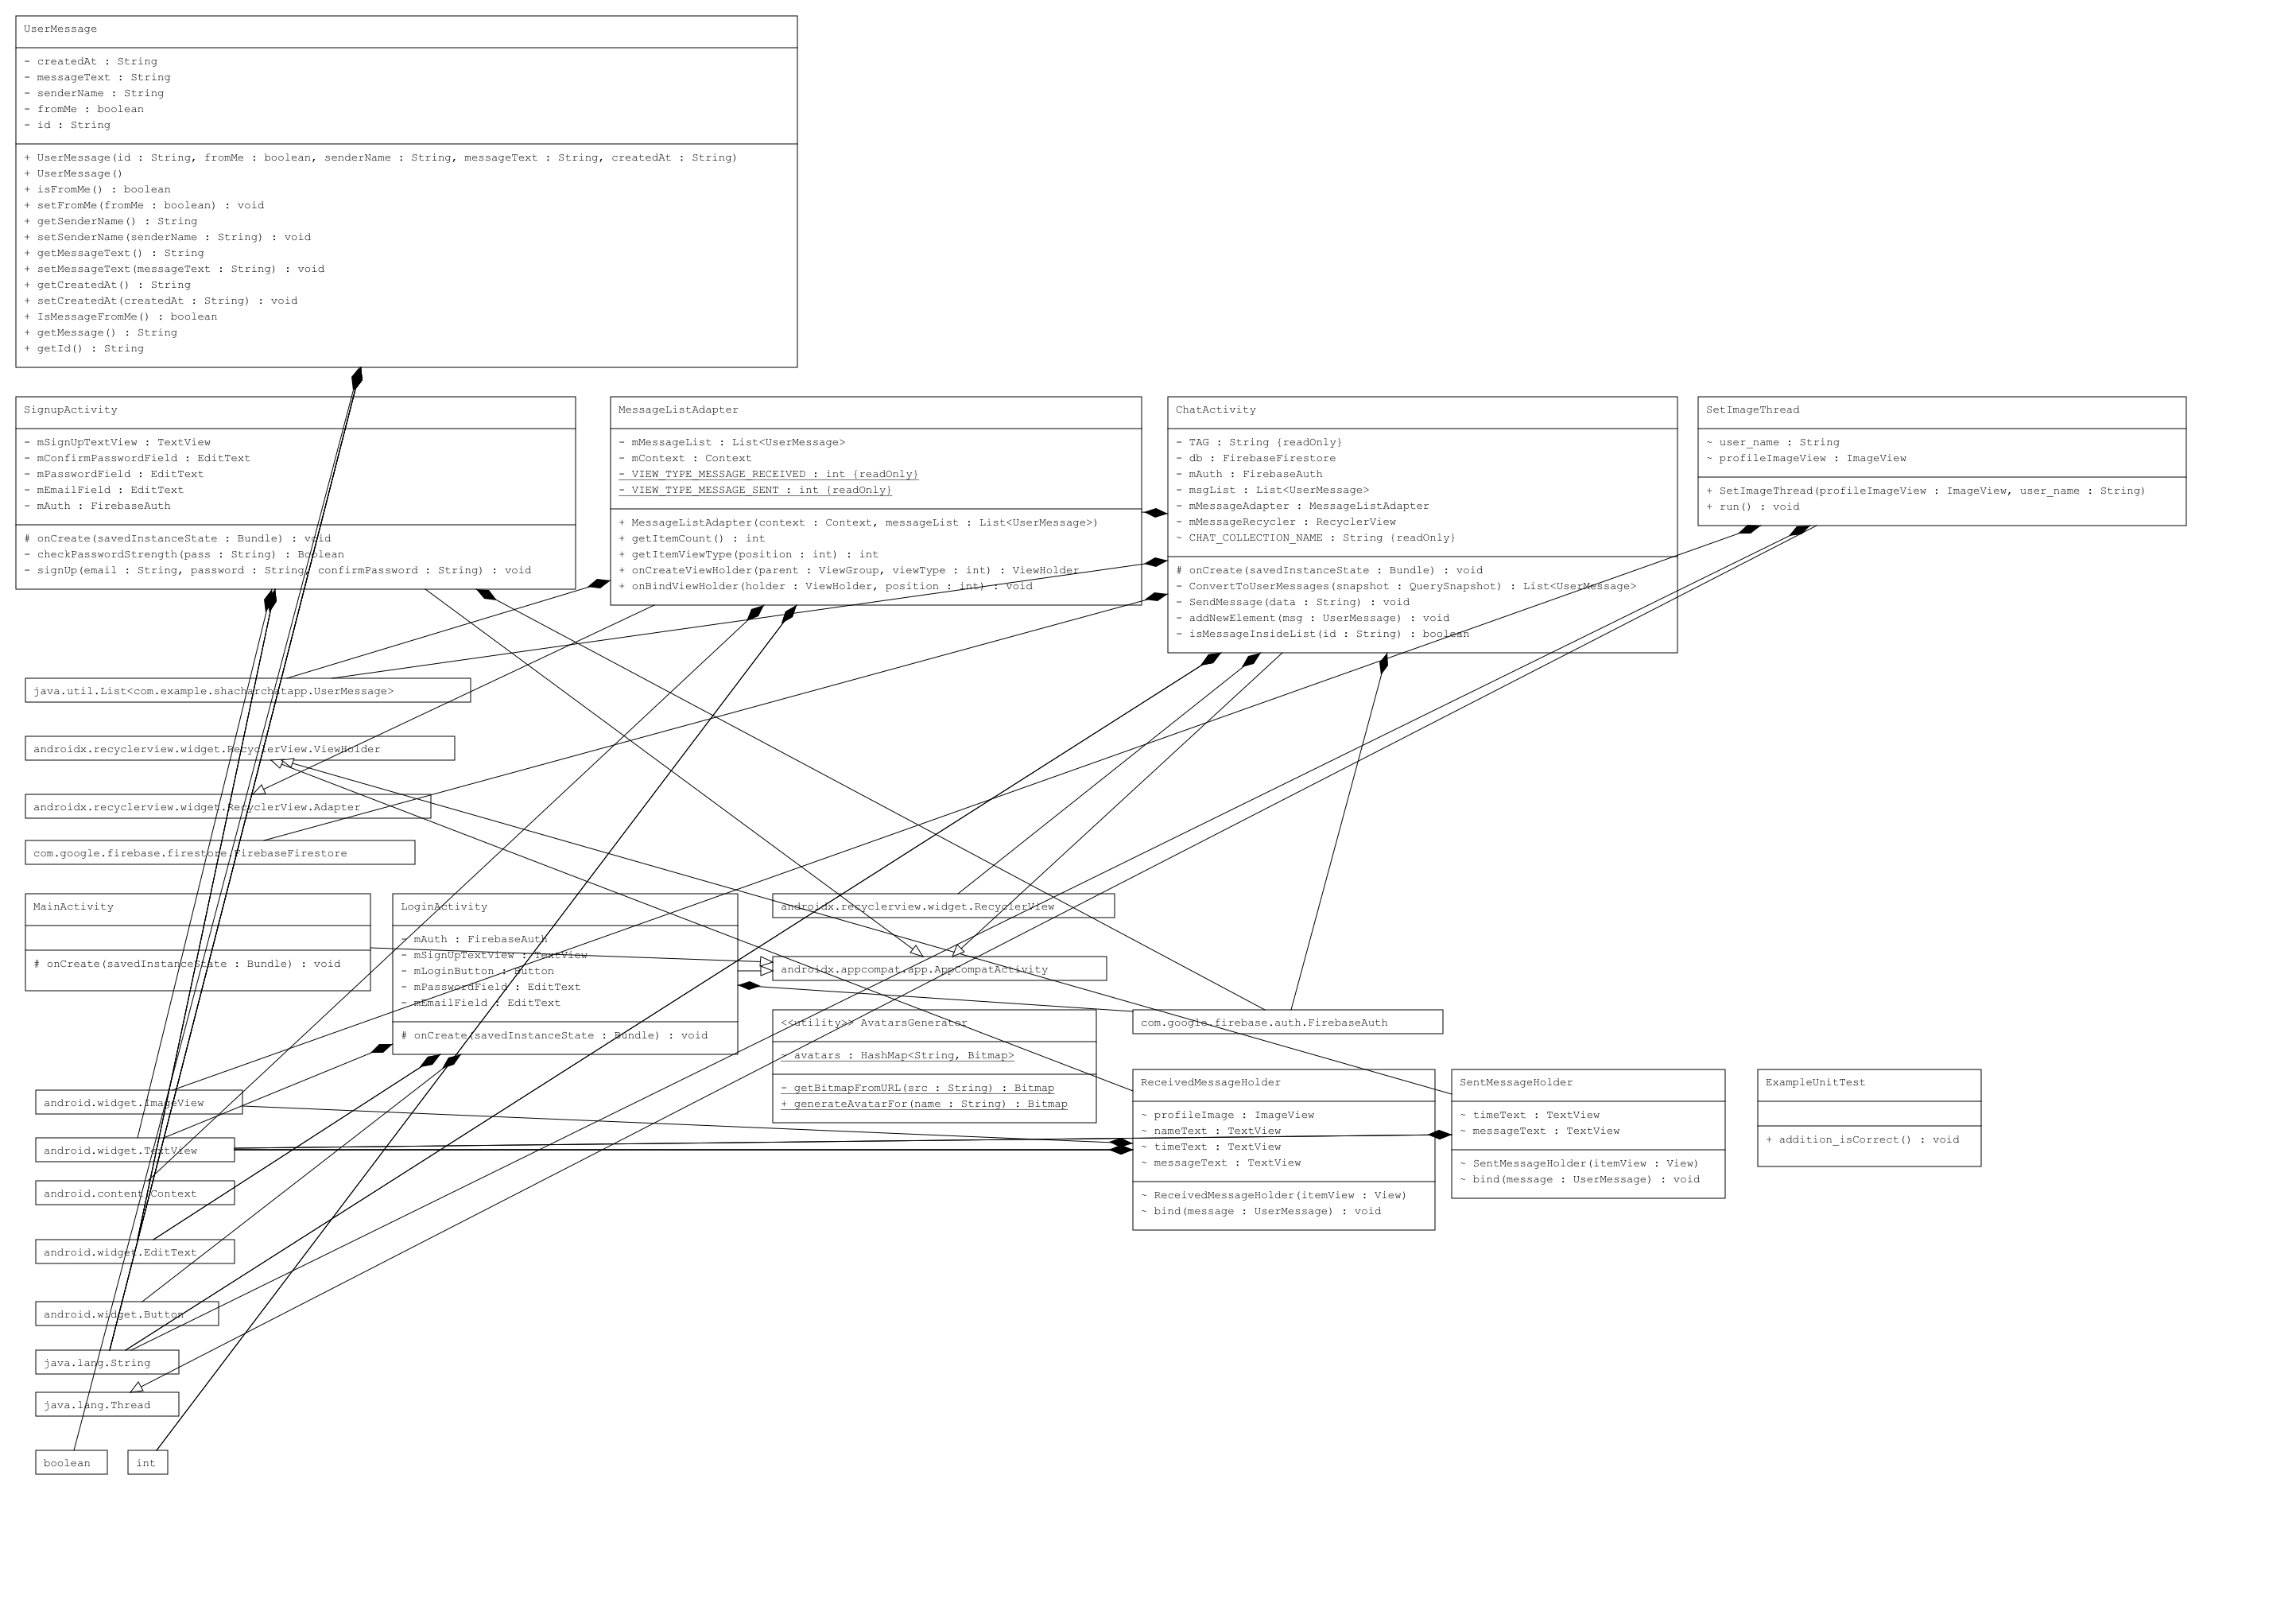 UserMessage
- createdAt : String
- messageText : String
- senderName : String
- fromMe : boolean
- id : String
+ UserMessage(id : String, fromMe : boolean, senderName : String, messageText : String, createdAt : String)
+ UserMessage()
+ isFromMe() : boolean
+ setFromMe(fromMe : boolean) : void
+ getSenderName() : String
+ setSenderName(senderName : String) : void
+ getMessageText() : String
+ setMessageText(messageText : String) : void
+ getCreatedAt() : String
+ setCreatedAt(createdAt : String) : void
+ IsMessageFromMe() : boolean
+ getMessage() : String
+ getId() : String
SignupActivity
- mSignUpTextView : TextView
- mConfirmPasswordField : EditText
- mPasswordField : EditText
- mEmailField : EditText
- mAuth : FirebaseAuth
# onCreate(savedInstanceState : Bundle) : void
- checkPasswordStrength(pass : String) : Boolean
- signUp(email : String, password : String, confirmPassword : String) : void
MessageListAdapter
- mMessageList : List<UserMessage>
- mContext : Context
- VIEW_TYPE_MESSAGE_RECEIVED : int {readOnly}
- VIEW_TYPE_MESSAGE_SENT : int {readOnly}
+ MessageListAdapter(context : Context, messageList : List<UserMessage>)
+ getItemCount() : int
+ getItemViewType(position : int) : int
+ onCreateViewHolder(parent : ViewGroup, viewType : int) : ViewHolder
+ onBindViewHolder(holder : ViewHolder, position : int) : void
ChatActivity
- TAG : String {readOnly}
- db : FirebaseFirestore
- mAuth : FirebaseAuth
- msgList : List<UserMessage>
- mMessageAdapter : MessageListAdapter
- mMessageRecycler : RecyclerView
~ CHAT_COLLECTION_NAME : String {readOnly}
# onCreate(savedInstanceState : Bundle) : void
- ConvertToUserMessages(snapshot : QuerySnapshot) : List<UserMessage>
- SendMessage(data : String) : void
- addNewElement(msg : UserMessage) : void
- isMessageInsideList(id : String) : boolean
SetImageThread
~ user_name : String
~ profileImageView : ImageView
+ SetImageThread(profileImageView : ImageView, user_name : String)
+ run() : void
java.util.List<com.example.shacharchatapp.UserMessage>
androidx.recyclerview.widget.RecyclerView.ViewHolder
androidx.recyclerview.widget.RecyclerView.Adapter
com.google.firebase.firestore.FirebaseFirestore
MainActivity
# onCreate(savedInstanceState : Bundle) : void
LoginActivity
- mAuth : FirebaseAuth
- mSignUpTextView : TextView
- mLoginButton : Button
- mPasswordField : EditText
- mEmailField : EditText
# onCreate(savedInstanceState : Bundle) : void
androidx.recyclerview.widget.RecyclerView
androidx.appcompat.app.AppCompatActivity
<<utility>> AvatarsGenerator
- avatars : HashMap<String, Bitmap>
- getBitmapFromURL(src : String) : Bitmap
+ generateAvatarFor(name : String) : Bitmap
com.google.firebase.auth.FirebaseAuth
ReceivedMessageHolder
~ profileImage : ImageView
~ nameText : TextView
~ timeText : TextView
~ messageText : TextView
~ ReceivedMessageHolder(itemView : View)
~ bind(message : UserMessage) : void
SentMessageHolder
~ timeText : TextView
~ messageText : TextView
~ SentMessageHolder(itemView : View)
~ bind(message : UserMessage) : void
ExampleUnitTest
+ addition_isCorrect() : void
android.widget.ImageView
android.widget.TextView
android.content.Context
android.widget.EditText
android.widget.Button
java.lang.String
java.lang.Thread
boolean
int